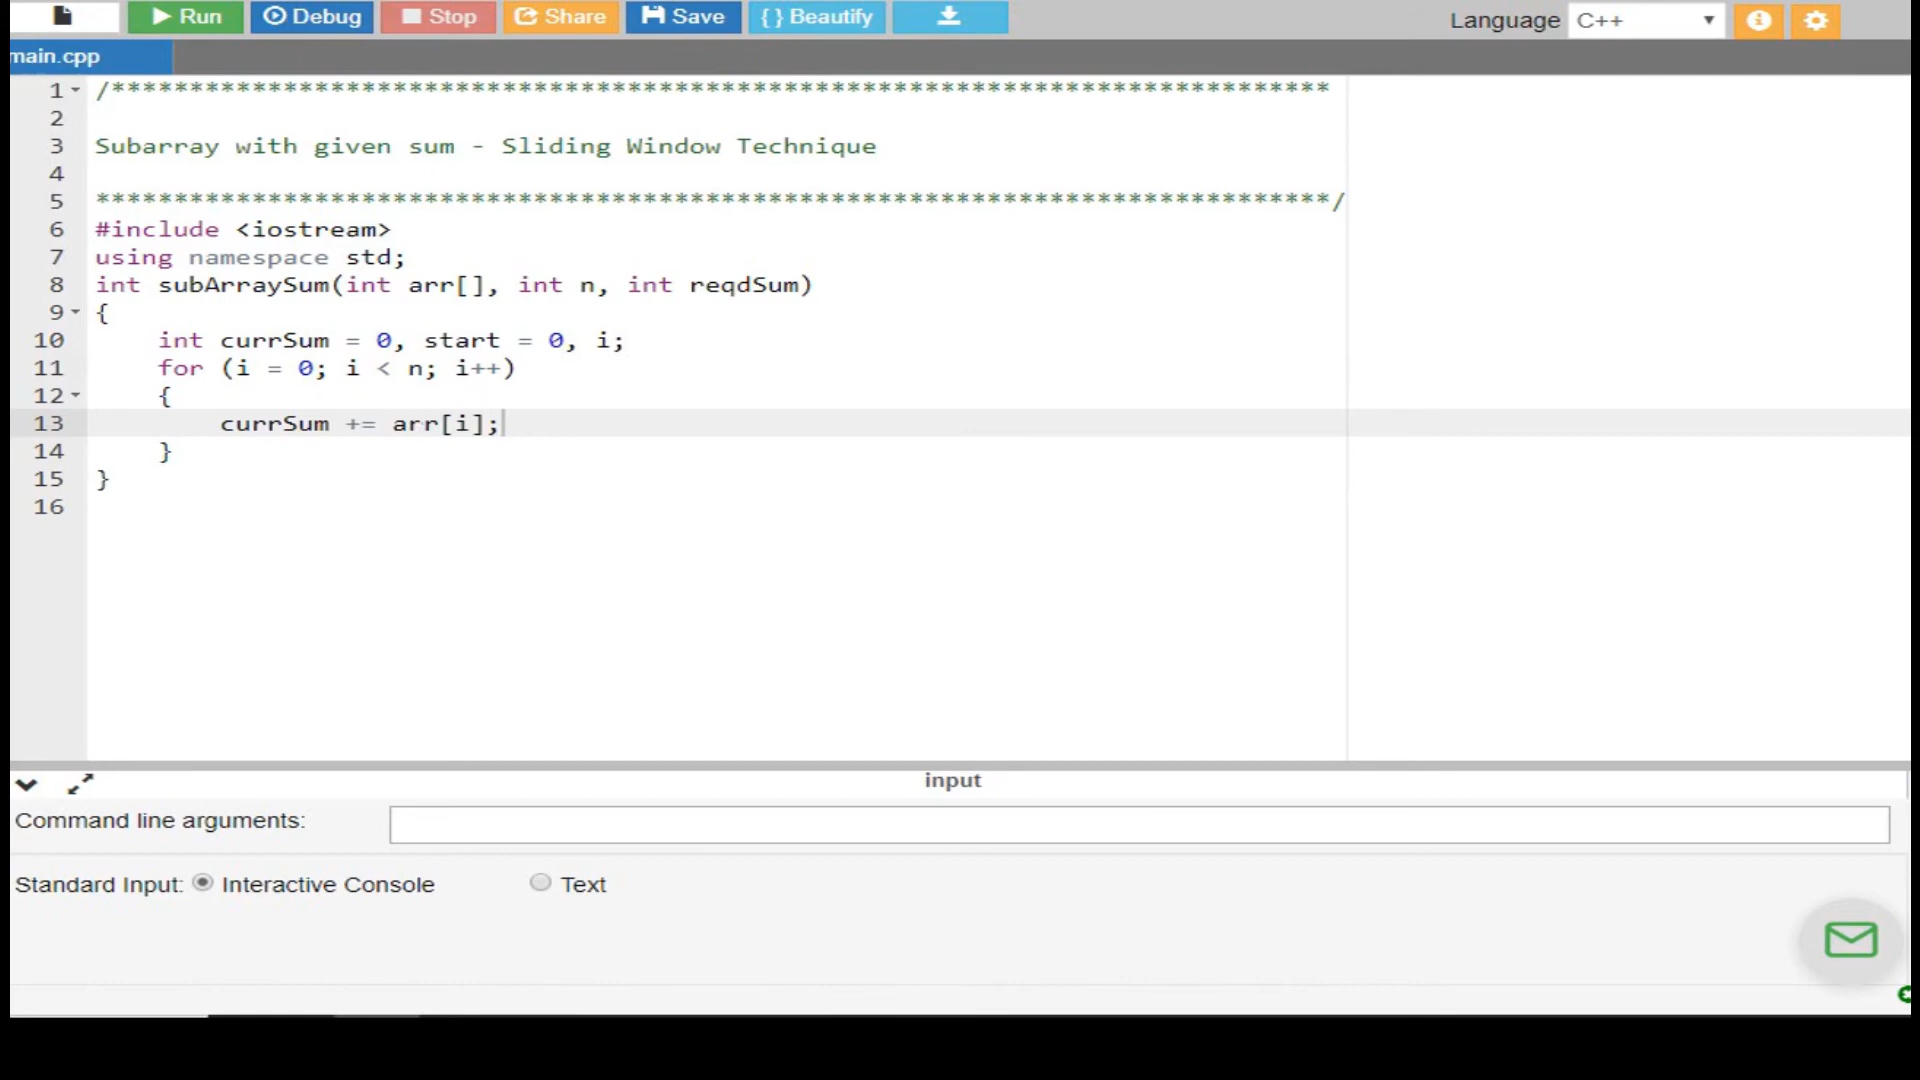 Run Debug Stop Share Save { } Beautify Language C++
main.cpp
1 /******************************************************************************
2
3 Subarray with given sum - Sliding Window Technique
4
5 *******************************************************************************/
6 #include <iostream>
7 using namespace std;
8 int subArraySum(int arr[], int n, int reqdSum)
9 {
10     int currSum = 0, start = 0, i;
11     for (i = 0; i < n; i++)
12     {
13         currSum += arr[i];
14     }
15 }
16
input
Command line arguments:
Standard Input: Interactive Console Text